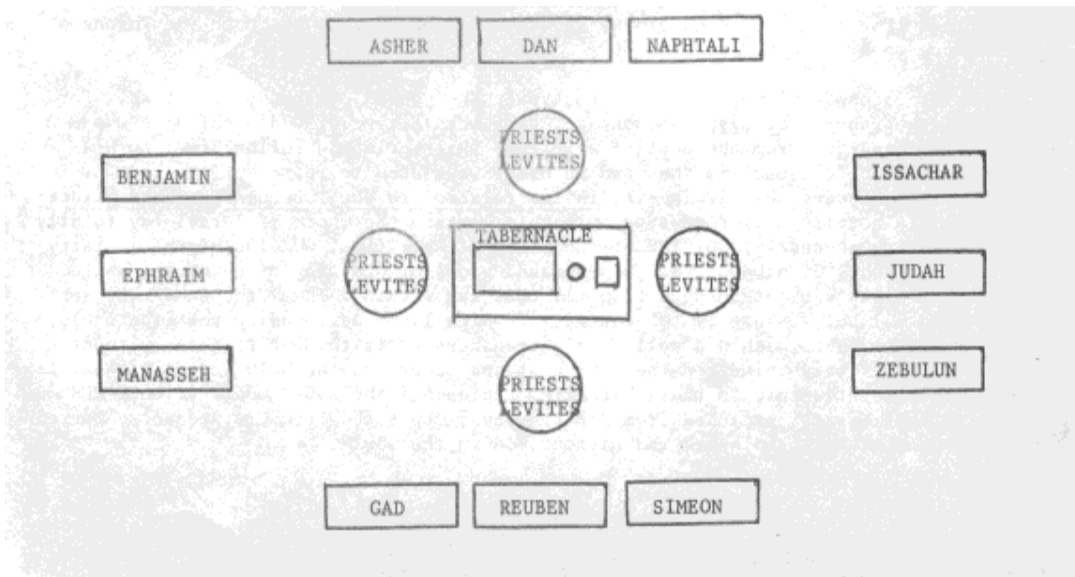 ASHER DAN NAPHTALI
PRIESTS
LEVITES
BENJAMIN ISSACHAR
TABERNACLE
EPHRAIM PRIESTS PRIESTS JUDAH
LEVITES LEVITES
MANASSEH ZEBULUN
PRIESTS
LEVITES
GAD REUBEN SIMEON